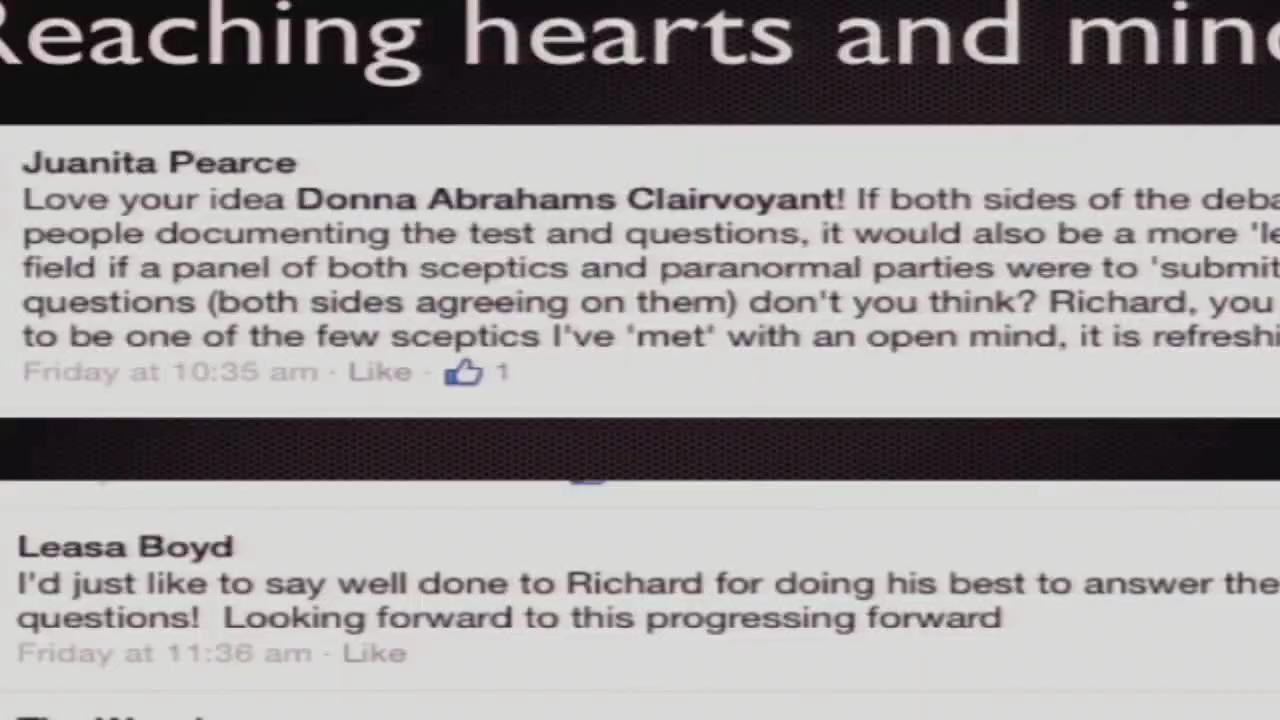 Reaching hearts and
Juanita Pearce
Love your idea Donna Abrahams Clairvoyant! If both sides of the
people documenting the test and questions, it would also be a more
field if a panel of both sceptics and paranormal parties were to 'submit
questions (both sides agreeing on them) don't you think? Richard, you
to be one of the few sceptics I've 'met' with an open mind, it is
Friday at 10:35 am · Like · 1
Leasa Boyd
I'd just like to say well done to Richard for doing his best to answer the
questions! Looking forward to this progressing forward
Friday at 11:36 am · Like